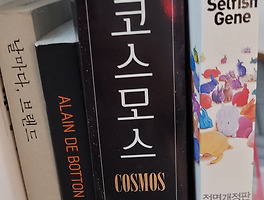 날마다, 브랜드
ALAIN DE BOTTON
코스모스
COSMOS
Selfish
Gene
전면개정판